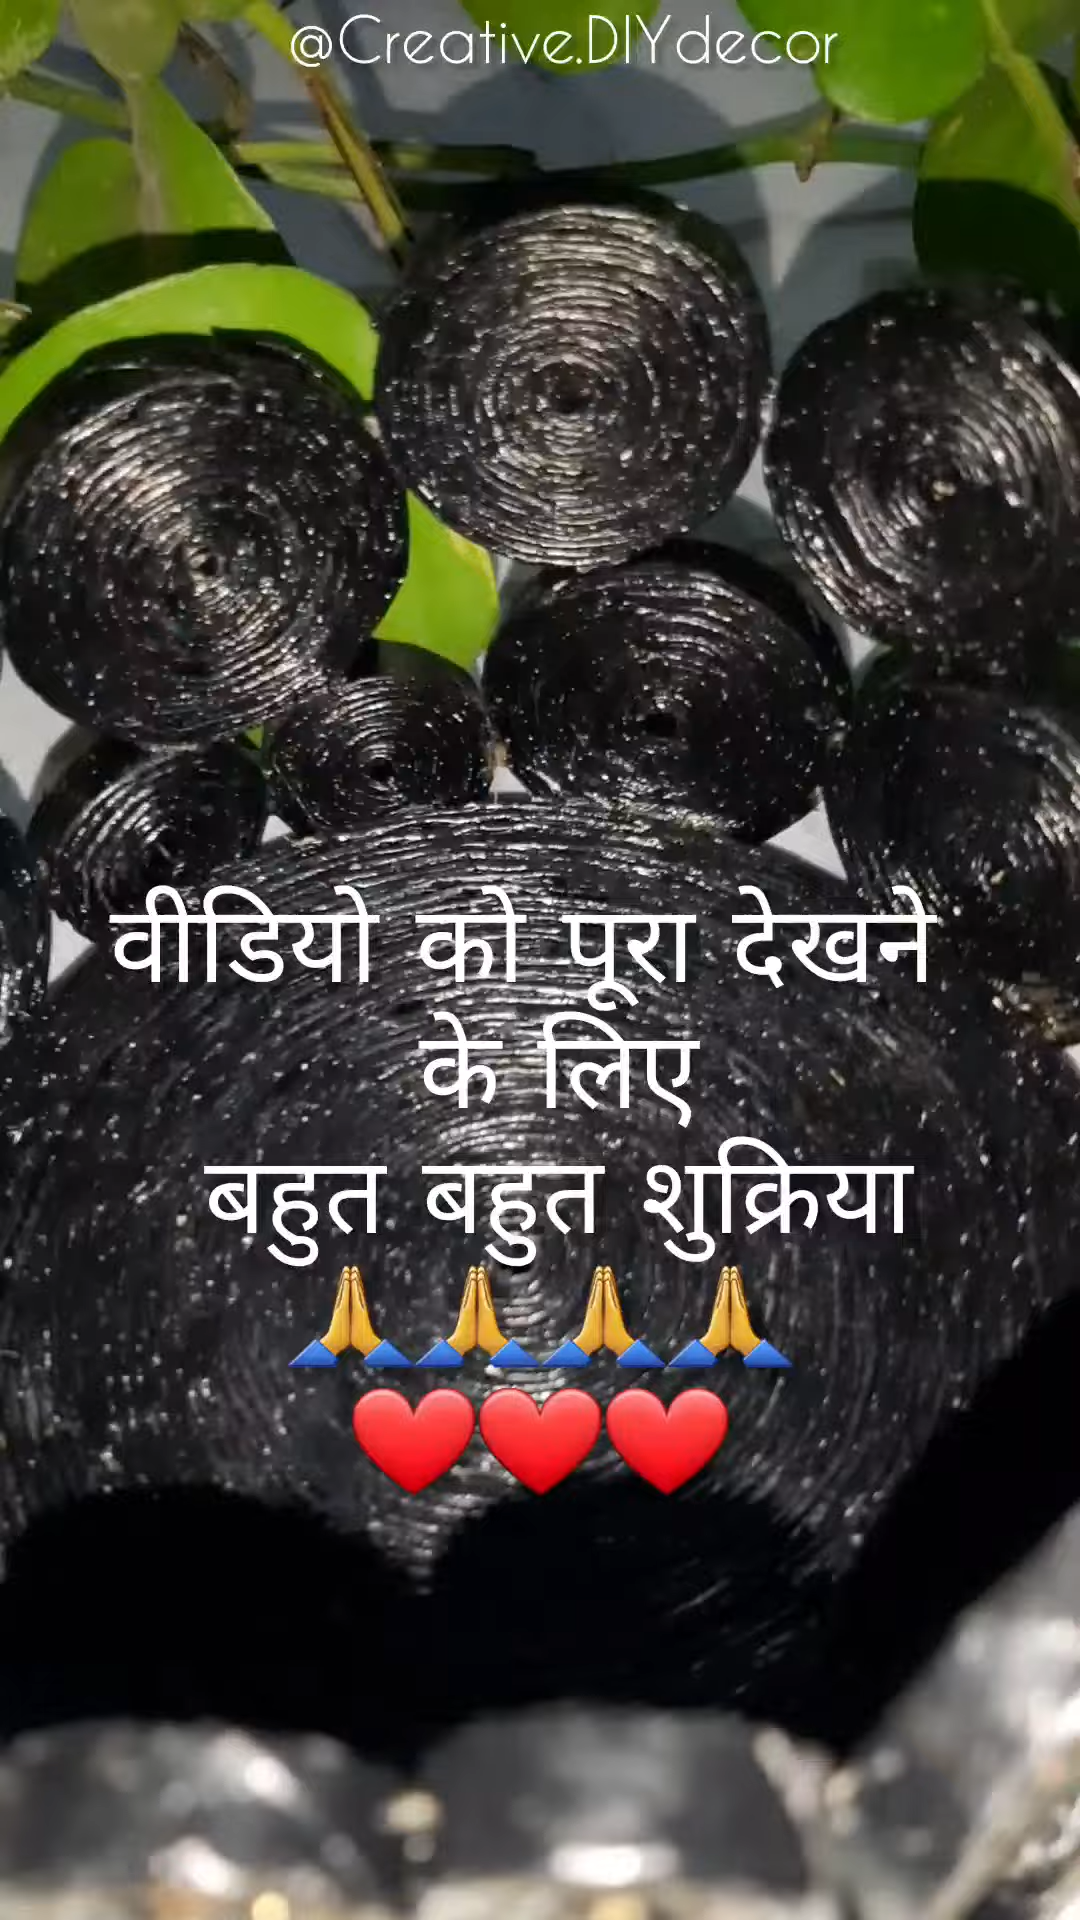 @Creative.DIYdecor
वीडियो को पूरा देखने
के लिए
बहुत बहुत शुक्रिया
🙏🙏🙏🙏
❤️❤️❤️